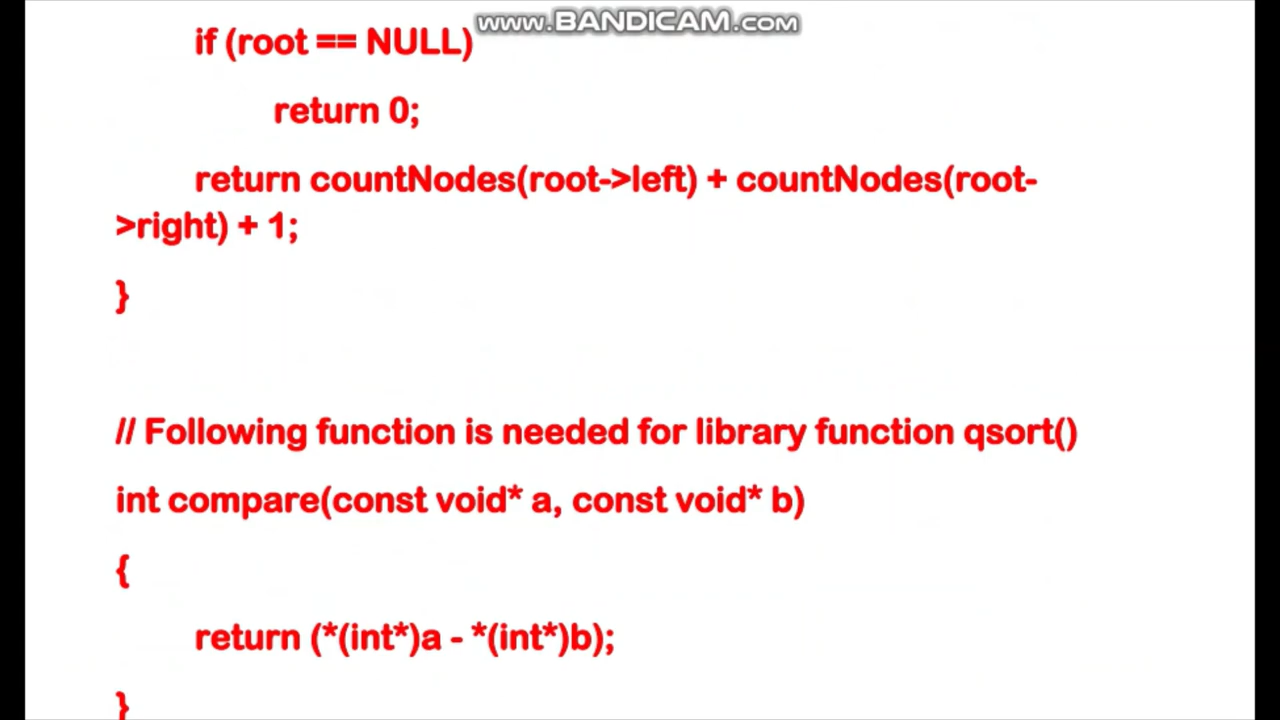 www.BANDICAM.com
if (root == NULL)
return 0;
return countNodes(root->left) + countNodes(root-
>right) + 1;
}
// Following function is needed for library function qsort()
int compare(const void* a, const void* b)
{
return (*(int*)a - *(int*)b);
}